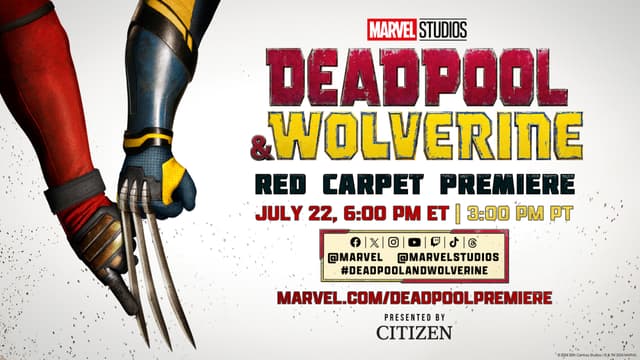 MARVEL STUDIOS
DEADPOOL
& WOLVERINE
RED CARPET PREMIERE
JULY 22, 6:00 PM ET | 3:00 PM PT
@MARVEL @MARVELSTUDIOS
#DEADPOOLANDWOLVERINE
MARVEL.COM/DEADPOOLPREMIERE
PRESENTED BY
CITIZEN